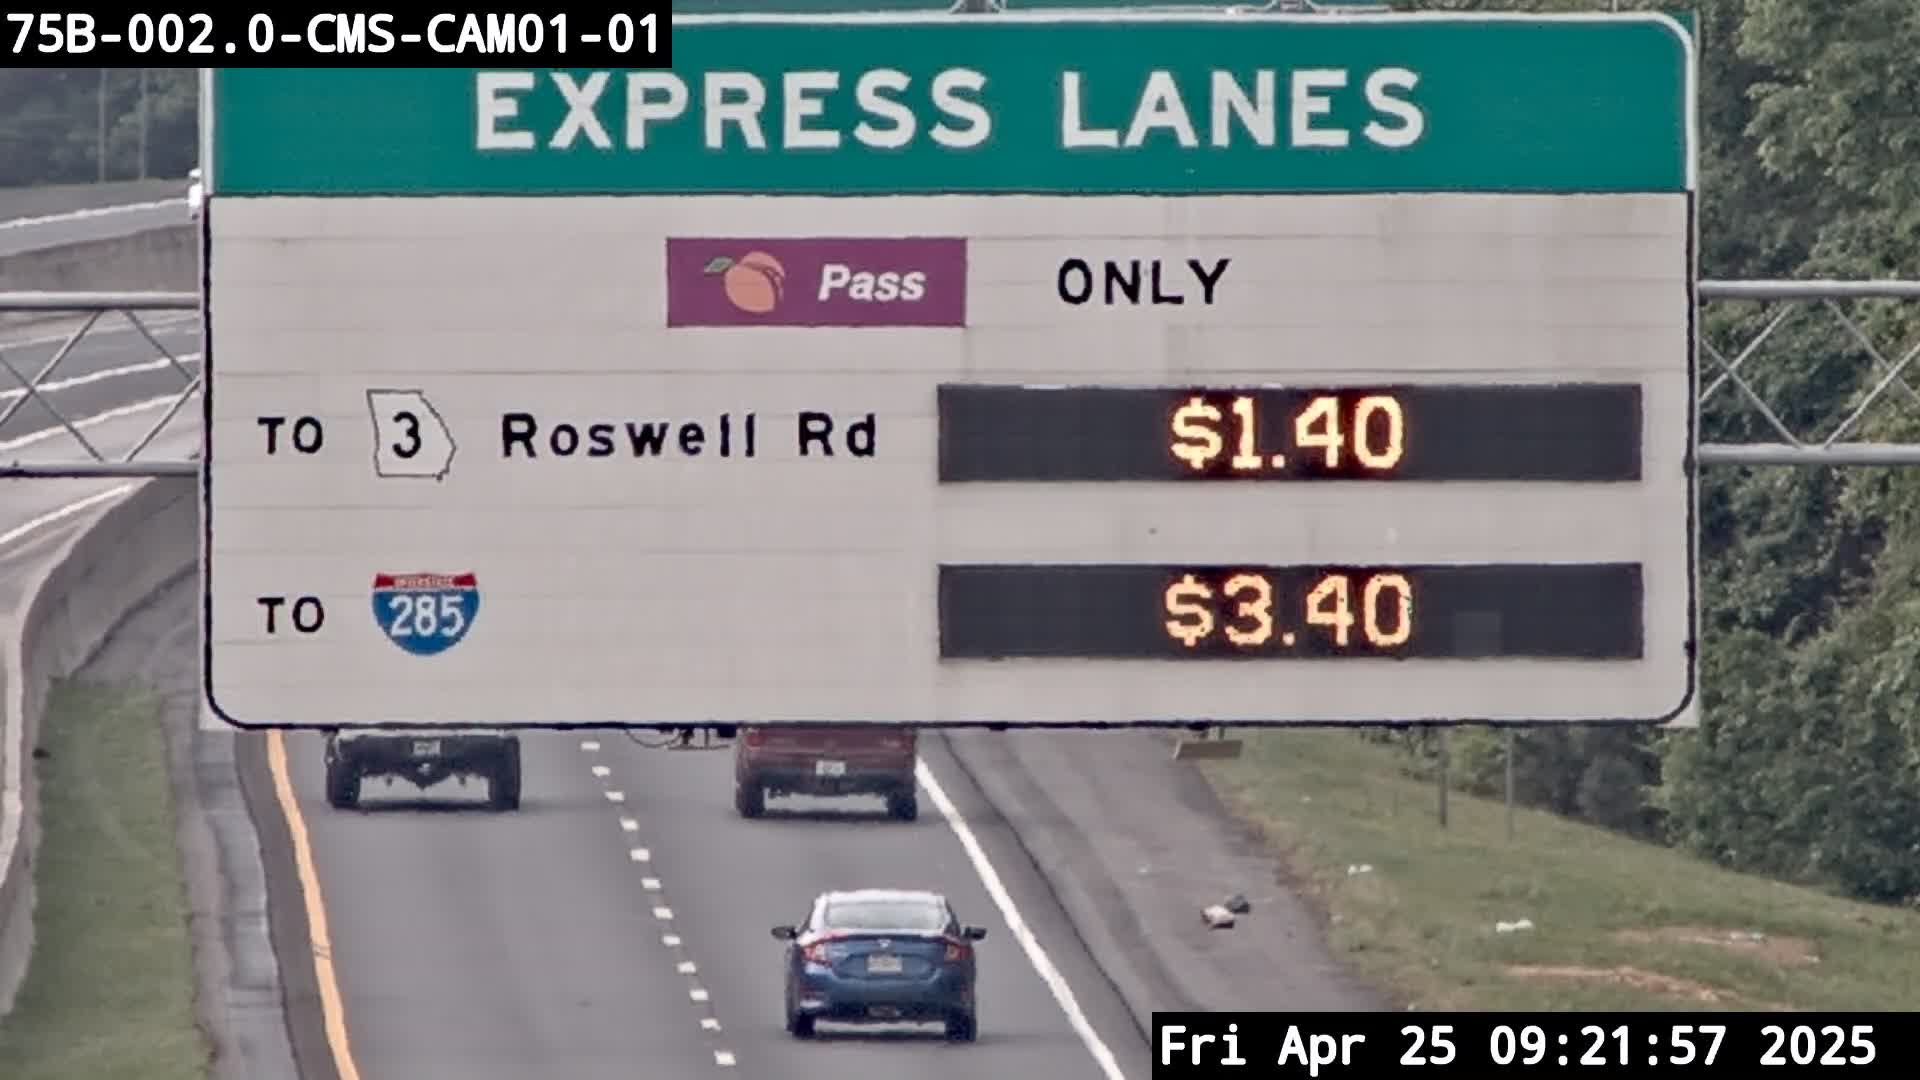 75B-002.0-CMS-CAM01-01
EXPRESS LANES
Pass ONLY
TO 3 Roswell Rd $1.40
TO INTERSTATE 285 $3.40
Fri Apr 25 09:21:57 2025